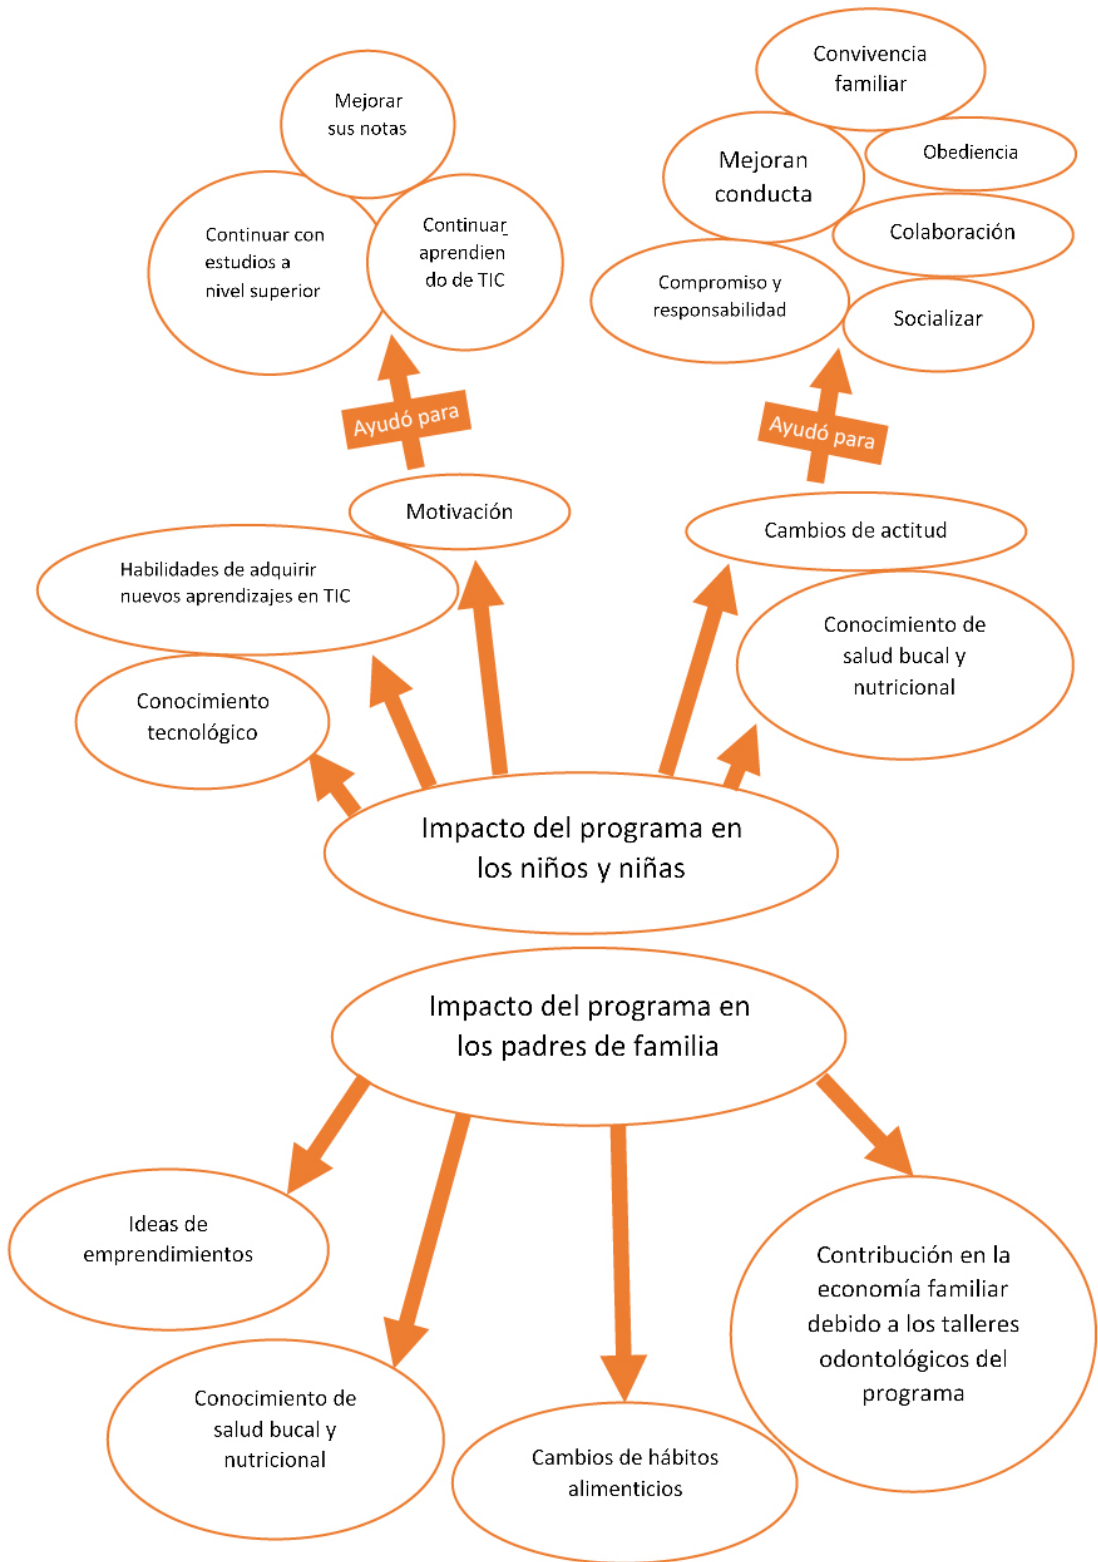 Convivencia
familiar
Mejorar
sus notas
Obediencia
Mejoran
conducta
Continuar con
estudios a
nivel superior
Continuar
aprendien
do de TIC
Colaboración
Compromiso y
responsabilidad
Socializar
Ayudó para
Ayudó para
Motivación
Cambios de actitud
Habilidades de adquirir
nuevos aprendizajes en TIC
Conocimiento de
salud bucal y
nutricional
Conocimiento
tecnológico
Impacto del programa en
los niños y niñas
Impacto del programa en
los padres de familia
Ideas de
emprendimientos
Contribución en la
economía familiar
debido a los talleres
odontológicos del
programa
Conocimiento de
salud bucal y
nutricional
Cambios de hábitos
alimenticios